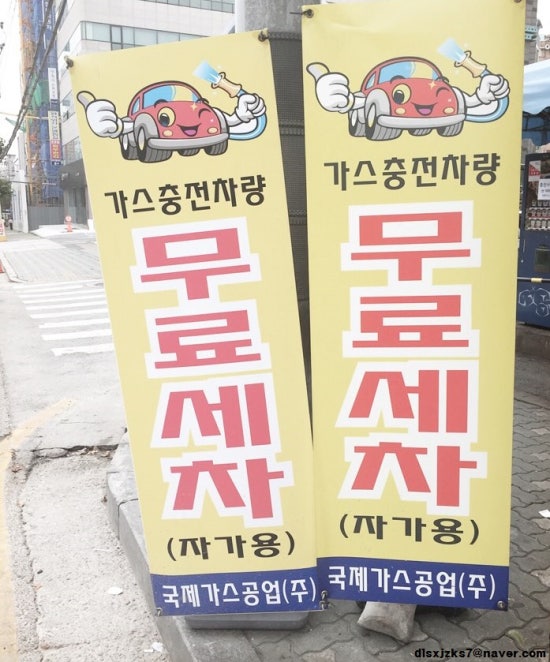 가스충전차량
무료세차
(자가용)
국제가스공업(주)
가스충전차량
무료세차
(자가용)
국제가스공업(주)
dlsxjzks7@naver.com